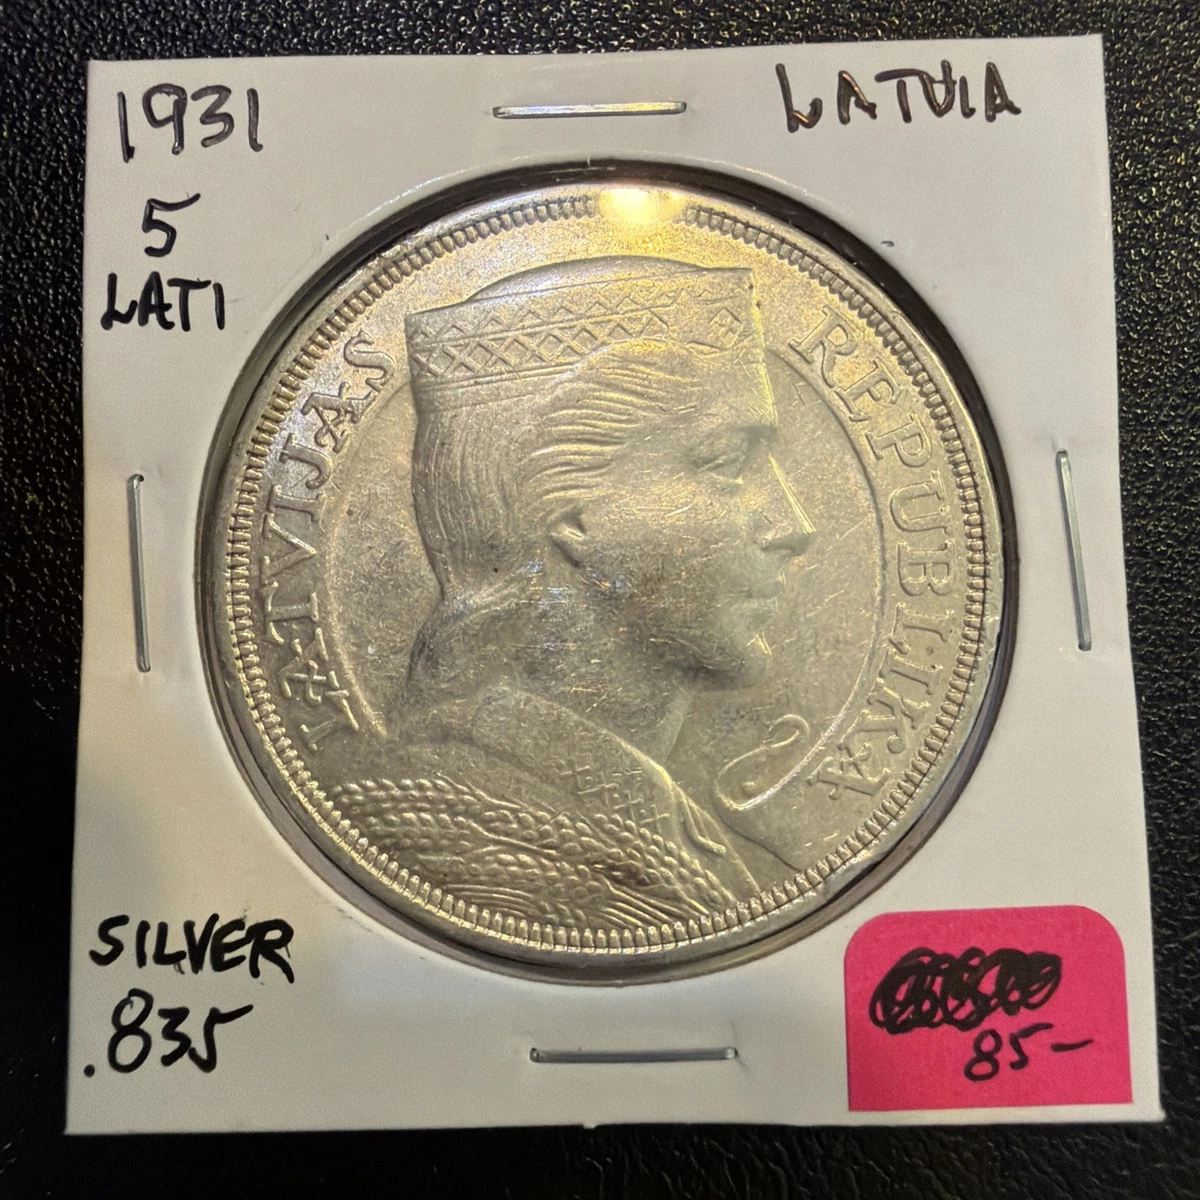 1931
LATVIA
5
LATI
LATVIJAS
REPUBLIKA
SILVER
.835
85-